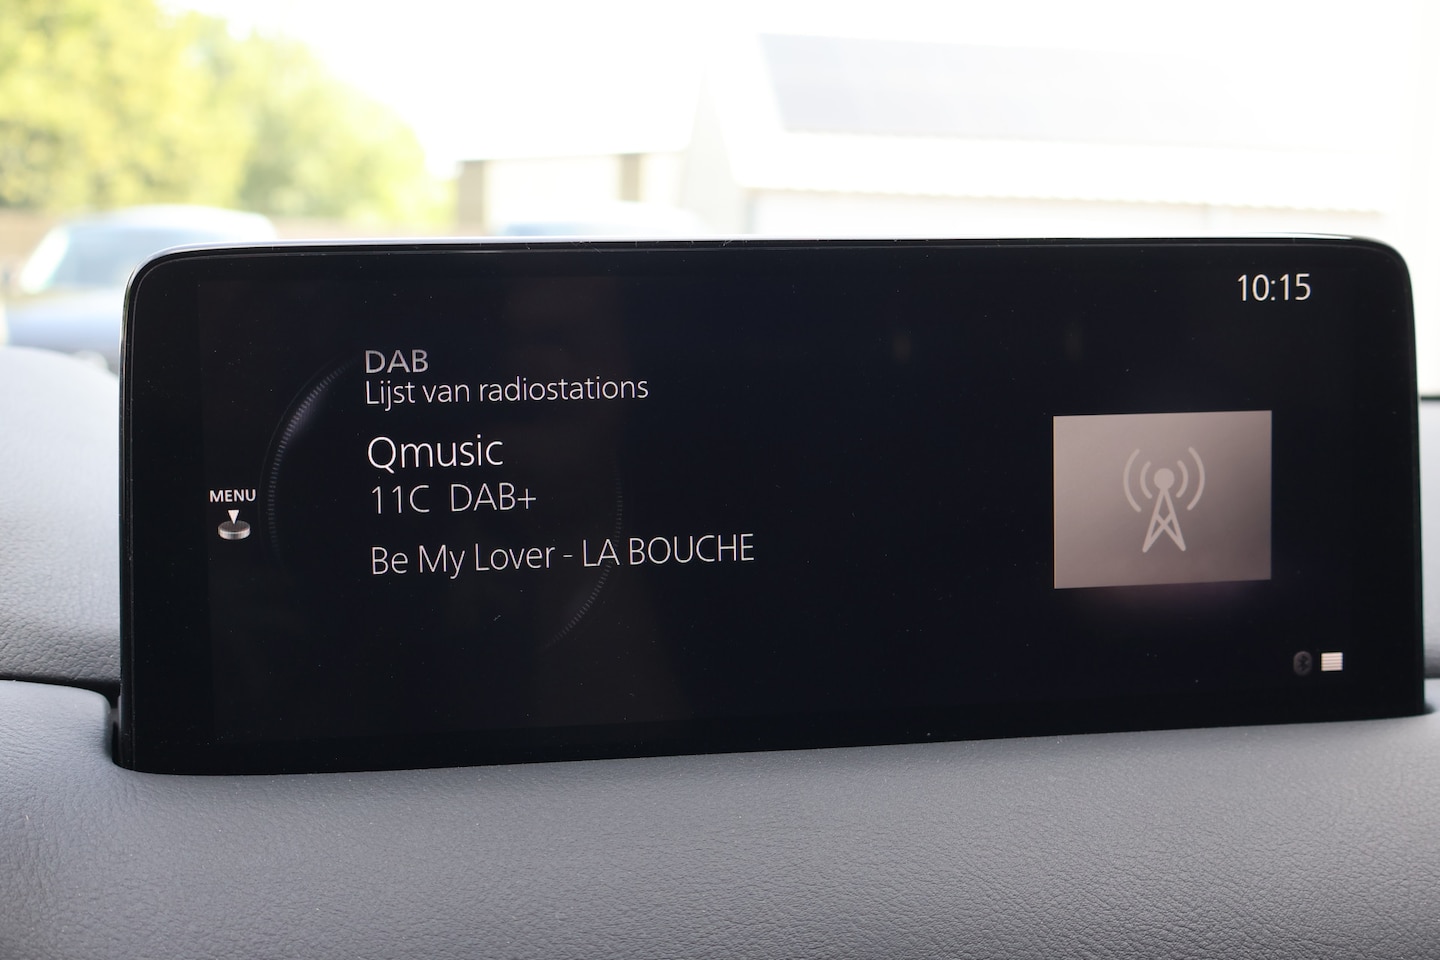 10:15
DAB
Lijst van radiostations
Qmusic
11C DAB+
MENU
Be My Lover - LA BOUCHE